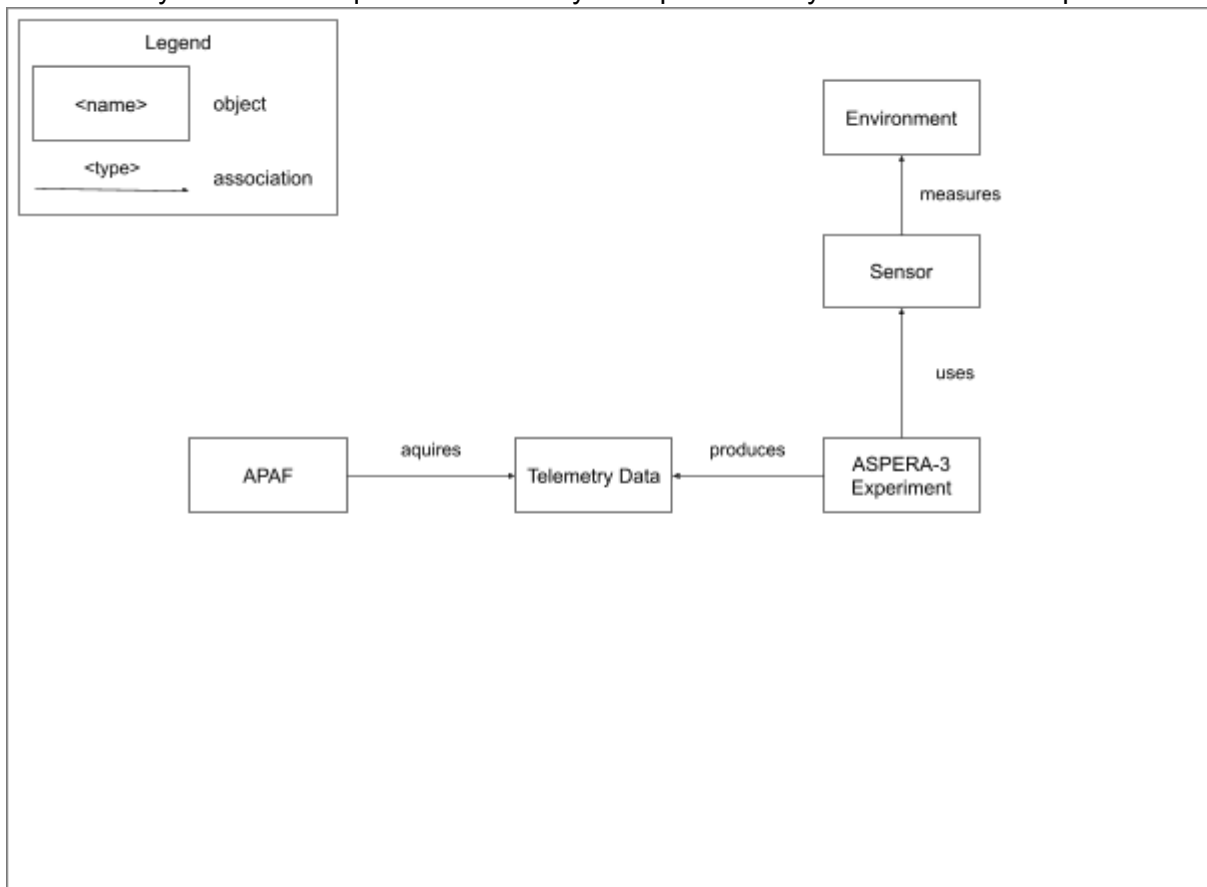 Legend
<name>
object
<type>
association
Environment
measures
Sensor
uses
APAF
aquires
Telemetry Data
produces
ASPERA-3
Experiment